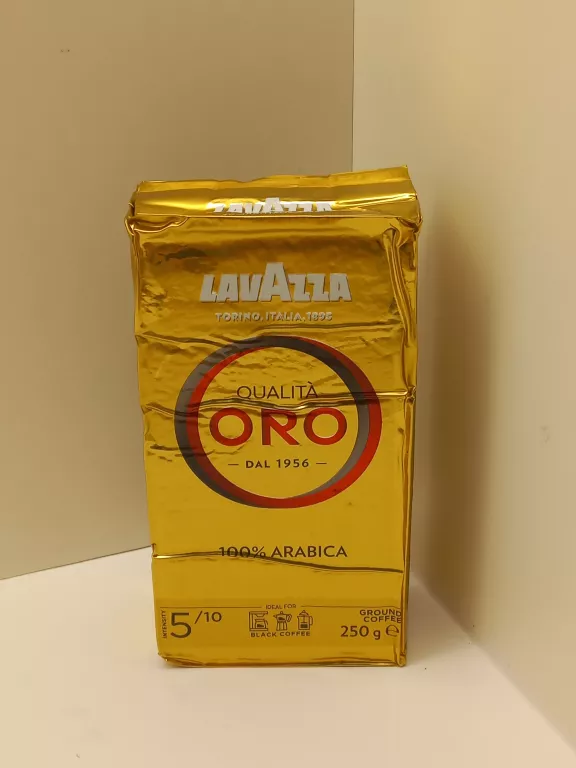 LAVAZZA
LAVAZZA
TORINO, ITALIA, 1895
QUALITÀ
ORO
— DAL 1956 —
100% ARABICA
INTENSITY
5/10
IDEAL FOR
BLACK COFFEE
GROUND
COFFEE
250 g ℮